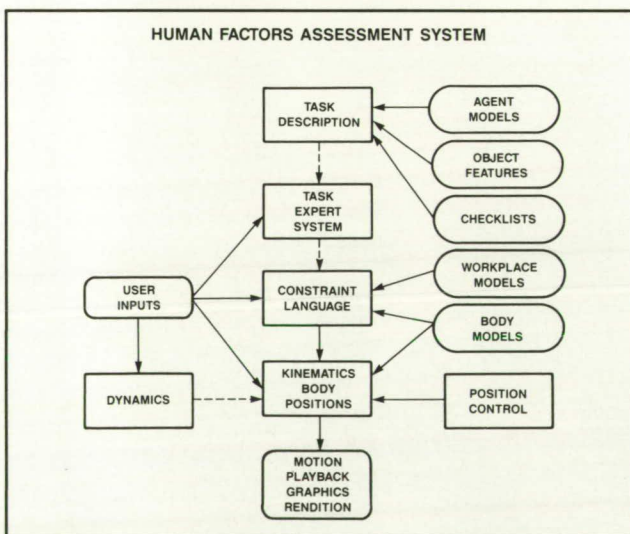 HUMAN FACTORS ASSESSMENT SYSTEM
TASK
DESCRIPTION
AGENT
MODELS
OBJECT
FEATURES
TASK
EXPERT
SYSTEM
CHECKLISTS
USER
INPUTS
CONSTRAINT
LANGUAGE
WORKPLACE
MODELS
BODY
MODELS
DYNAMICS
KINEMATICS
BODY
POSITIONS
POSITION
CONTROL
MOTION
PLAYBACK
GRAPHICS
RENDITION